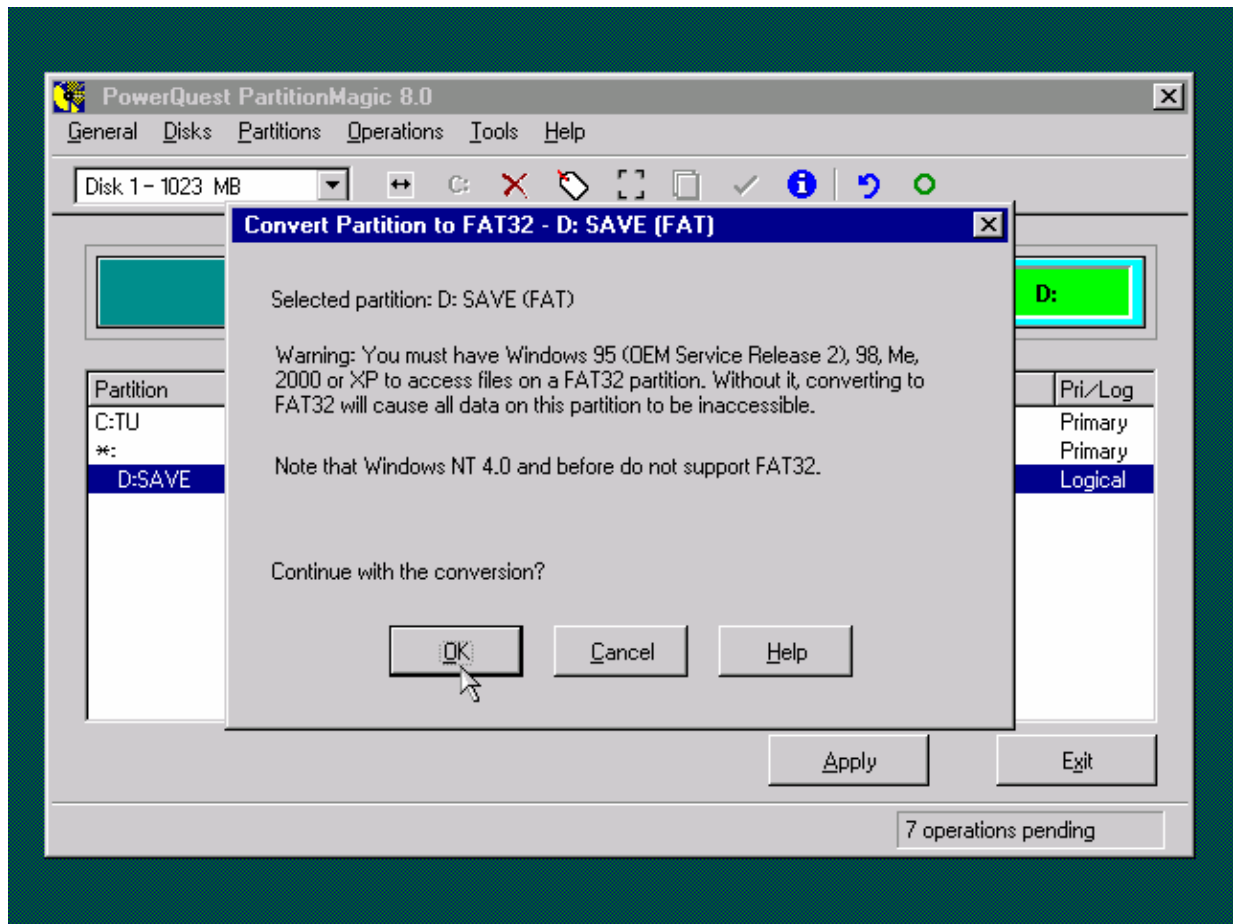 PowerQuest PartitionMagic 8.0
General Disks Partitions Operations Tools Help
Disk 1 – 1023 MB
C:
Convert Partition to FAT32 - D: SAVE (FAT)
Selected partition: D: SAVE (FAT)
D:
Warning: You must have Windows 95 (OEM Service Release 2), 98, Me,
2000 or XP to access files on a FAT32 partition. Without it, converting to
FAT32 will cause all data on this partition to be inaccessible.
Note that Windows NT 4.0 and before do not support FAT32.
Continue with the conversion?
OK Cancel Help
Partition Pri/Log
C:TU Primary
*: Primary
D:SAVE Logical
Apply Exit
7 operations pending